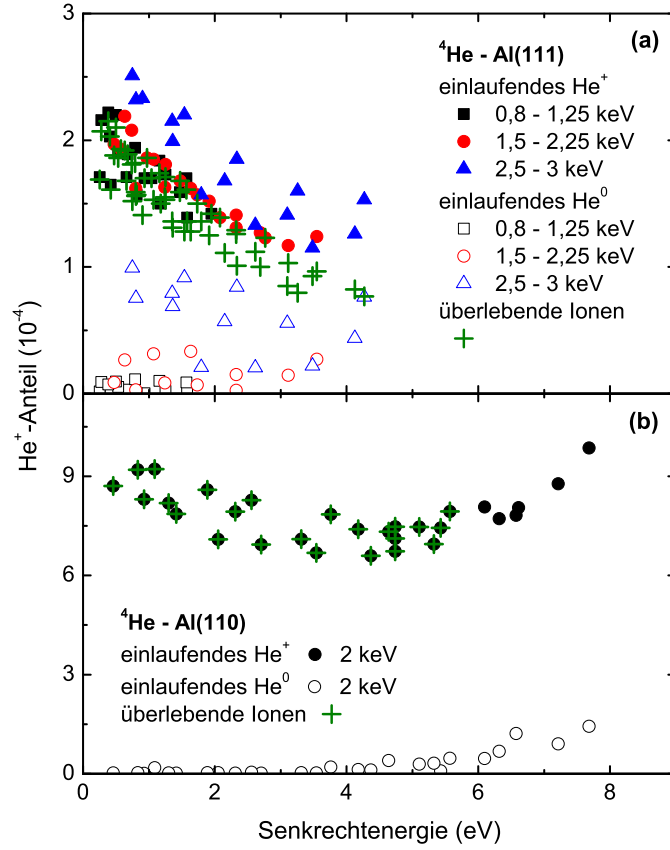 3
2
1
0
(a)
⁴He - Al(111)
einlaufendes He⁺
0,8 - 1,25 keV
1,5 - 2,25 keV
2,5 - 3 keV
einlaufendes He⁰
0,8 - 1,25 keV
1,5 - 2,25 keV
2,5 - 3 keV
überlebende Ionen
He⁺-Anteil (10⁻⁴)
(b)
9
6
3
0
⁴He - Al(110)
einlaufendes He⁺ 2 keV
einlaufendes He⁰ 2 keV
überlebende Ionen
0 2 4 6 8
Senkrechtenergie (eV)